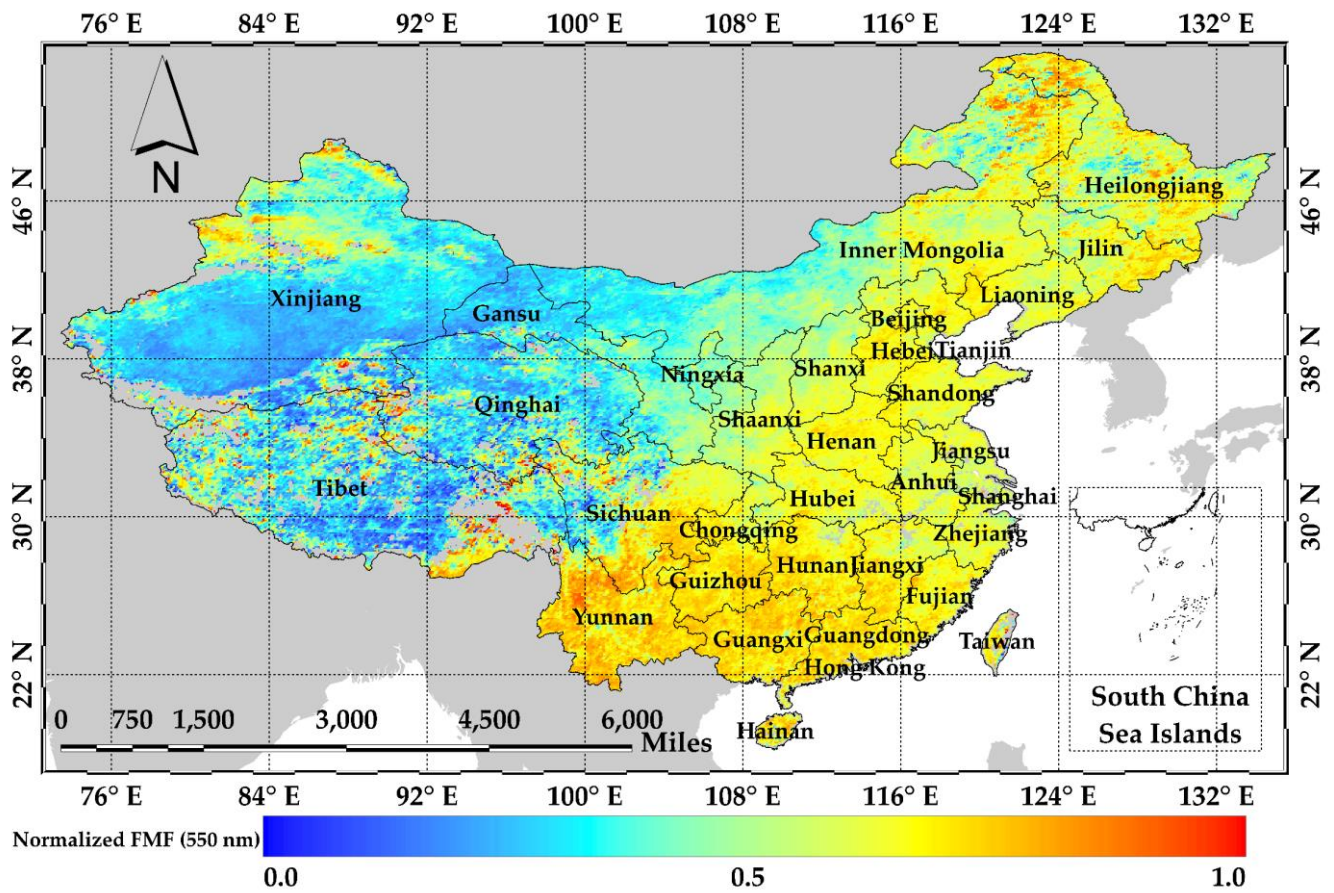 76° E 84° E 92° E 100° E 108° E 116° E 124° E 132° E
N
46° N
46° N
38° N
38° N
30° N
30° N
22° N
22° N
Heilongjiang
Inner Mongolia
Jilin
Xinjiang
Gansu
Liaoning
Beijing
Hebei
Tianjin
Ningxia
Shanxi
Qinghai
Shandong
Shaanxi
Henan
Jiangsu
Tibet
Anhui
Hubei
Shanghai
Sichuan
Chongqing
Zhejiang
Hunan
Jiangxi
Guizhou
Fujian
Yunnan
Guangxi
Guangdong
Taiwan
Hong Kong
Hainan
South China
Sea Islands
0 750 1,500 3,000 4,500 6,000
Miles
76° E 84° E 92° E 100° E 108° E 116° E 124° E 132° E
Normalized FMF (550 nm)
0.0 0.5 1.0